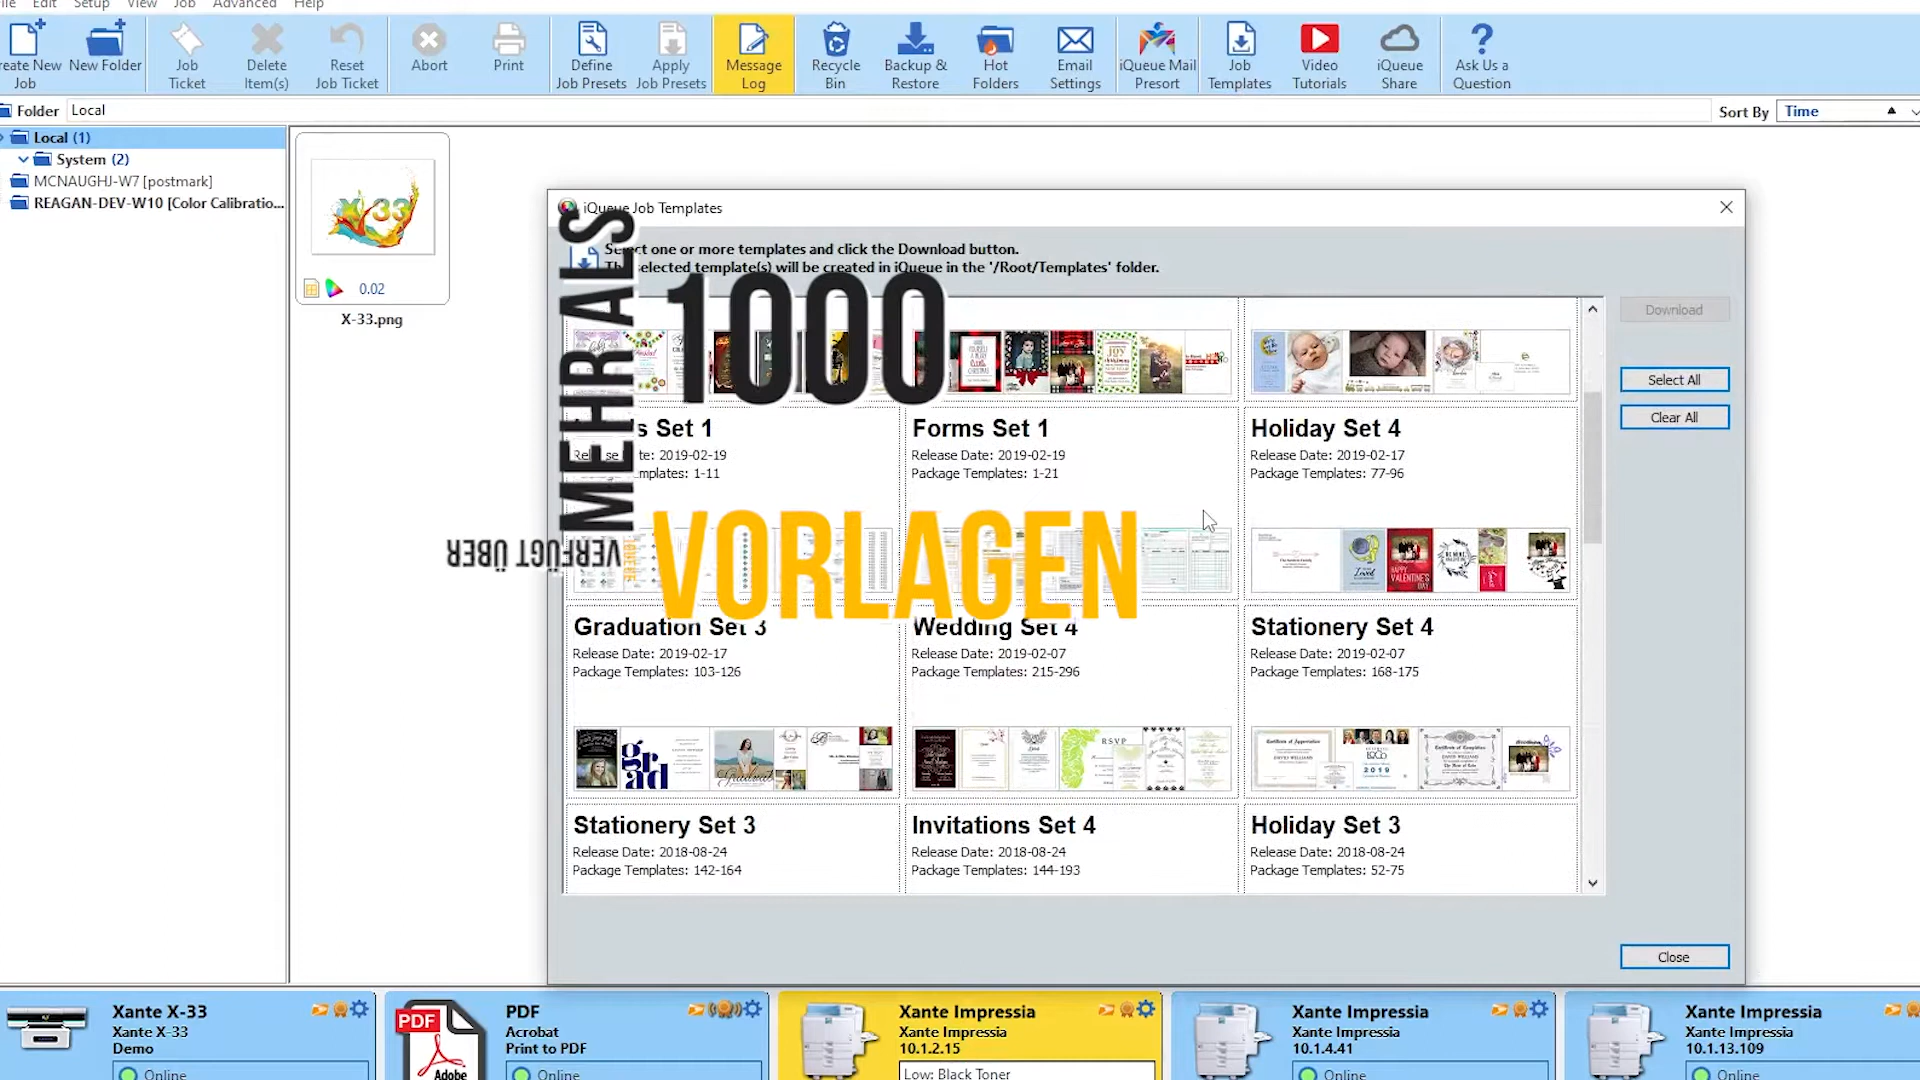 Edit Setup View Job Advanced Help
reate New Job
New Folder
Job Ticket
Delete Item(s)
Reset Job Ticket
Abort
Print
Define Job Presets
Apply Job Presets
Message Log
Recycle Bin
Backup & Restore
Hot Folders
Email Settings
iQueue Mail Presort
Job Templates
Video Tutorials
iQueue Share
Ask Us a Question
Folder Local
Sort By Time
Local (1)
System (2)
MCNAUGHJ-W7 [postmark]
REAGAN-DEV-W10 [Color Calibratio...
X-33
0.02
X-33.png
iQueue Job Templates
Select one or more templates and click the Download button.
selected template(s) will be created in iQueue in the '/Root/Templates' folder.
VERFÜGT ÜBER
MEHR ALS
1000
VORLAGEN
Download
Select All
Clear All
s Set 1
Release Date: 2019-02-19
mplates: 1-11
Forms Set 1
Release Date: 2019-02-19
Package Templates: 1-21
Holiday Set 4
Release Date: 2019-02-17
Package Templates: 77-96
Graduation Set 3
Release Date: 2019-02-17
Package Templates: 103-126
Wedding Set 4
Release Date: 2019-02-07
Package Templates: 215-296
Stationery Set 4
Release Date: 2019-02-07
Package Templates: 168-175
grad
RSVP
2019
Stationery Set 3
Release Date: 2018-08-24
Package Templates: 142-164
Invitations Set 4
Release Date: 2018-08-24
Package Templates: 144-193
Holiday Set 3
Release Date: 2018-08-24
Package Templates: 52-75
Close
Xante X-33
Xante X-33
Demo
Online
PDF
Adobe
PDF
Acrobat
Print to PDF
Online
Xante Impressia
Xante Impressia
10.1.2.15
Low: Black Toner
Xante Impressia
Xante Impressia
10.1.4.41
Online
Xante Impressia
Xante Impressia
10.1.13.109
Online